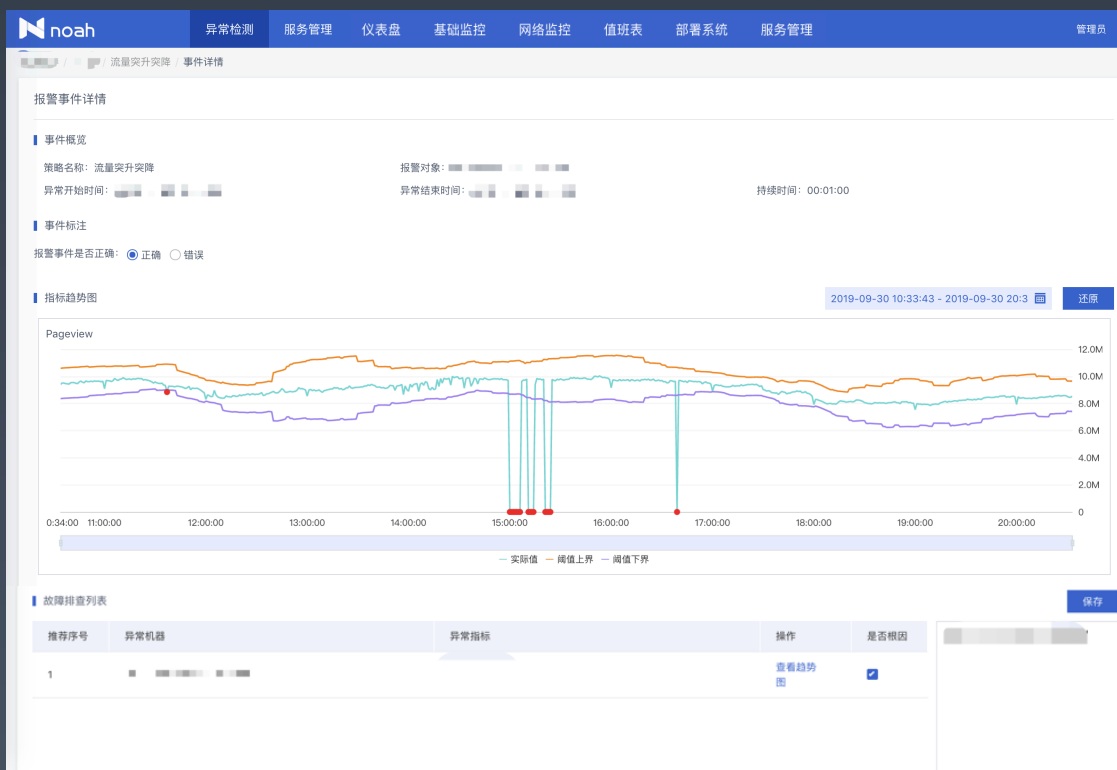 noah 异常检测 服务管理 仪表盘 基础监控 网络监控 值班表 部署系统 服务管理 管理员
/ / 流量突升突降 / 事件详情
报警事件详情
事件概览
策略名称: 流量突升突降 报警对象:
异常开始时间: 异常结束时间: 持续时间: 00:01:00
事件标注
报警事件是否正确: 正确 错误
指标趋势图 2019-09-30 10:33:43 - 2019-09-30 20:3 还原
Pageview
12.0M
10.0M
8.0M
6.0M
4.0M
2.0M
0
0:34:00 11:00:00 12:00:00 13:00:00 14:00:00 15:00:00 16:00:00 17:00:00 18:00:00 19:00:00 20:00:00
实际值 阈值上界 阈值下界
故障排查列表 保存
推荐序号 异常机器 异常指标 操作 是否根因
1 查看趋势
图